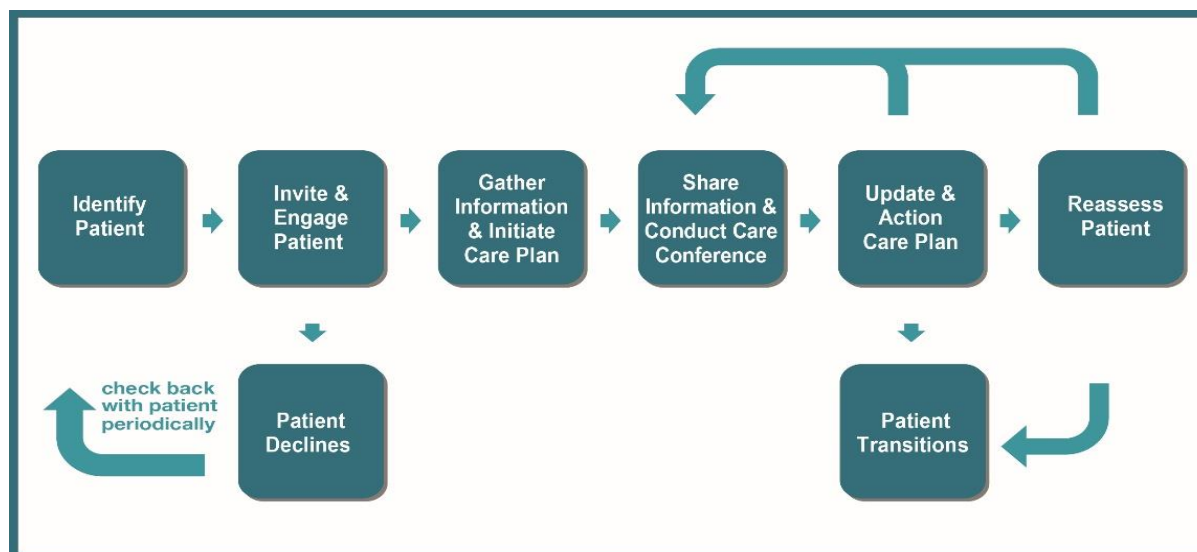 Identify
Patient
Invite &
Engage
Patient
Gather
Information
& Initiate
Care Plan
Share
Information &
Conduct Care
Conference
Update &
Action
Care Plan
Reassess
Patient
check back
with patient
periodically
Patient
Declines
Patient
Transitions